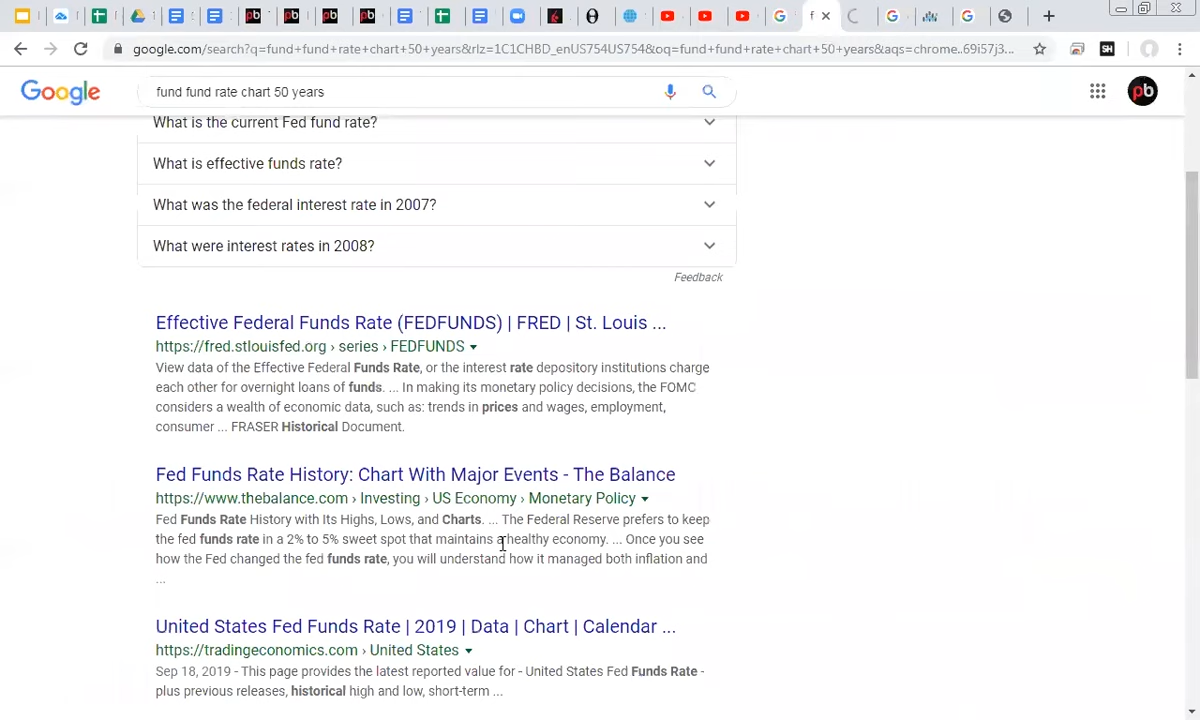 google.com/search?q=fund+fund+rate+chart+50+years&rlz=1C1CHBD_enUS754US754&oq=fund+fund+rate+chart+50+years&aqs=chrome..69i57j3...
SH
Google
fund fund rate chart 50 years
pb
What is the current Fed fund rate?
What is effective funds rate?
What was the federal interest rate in 2007?
What were interest rates in 2008?
Feedback
Effective Federal Funds Rate (FEDFUNDS) | FRED | St. Louis ...
https://fred.stlouisfed.org › series › FEDFUNDS
View data of the Effective Federal Funds Rate, or the interest rate depository institutions charge
each other for overnight loans of funds. ... In making its monetary policy decisions, the FOMC
considers a wealth of economic data, such as: trends in prices and wages, employment,
consumer ... FRASER Historical Document.
Fed Funds Rate History: Chart With Major Events - The Balance
https://www.thebalance.com › Investing › US Economy › Monetary Policy
Fed Funds Rate History with Its Highs, Lows, and Charts. ... The Federal Reserve prefers to keep
the fed funds rate in a 2% to 5% sweet spot that maintains a healthy economy. ... Once you see
how the Fed changed the fed funds rate, you will understand how it managed both inflation and
...
United States Fed Funds Rate | 2019 | Data | Chart | Calendar ...
https://tradingeconomics.com › United States
Sep 18, 2019 - This page provides the latest reported value for - United States Fed Funds Rate -
plus previous releases, historical high and low, short-term ...